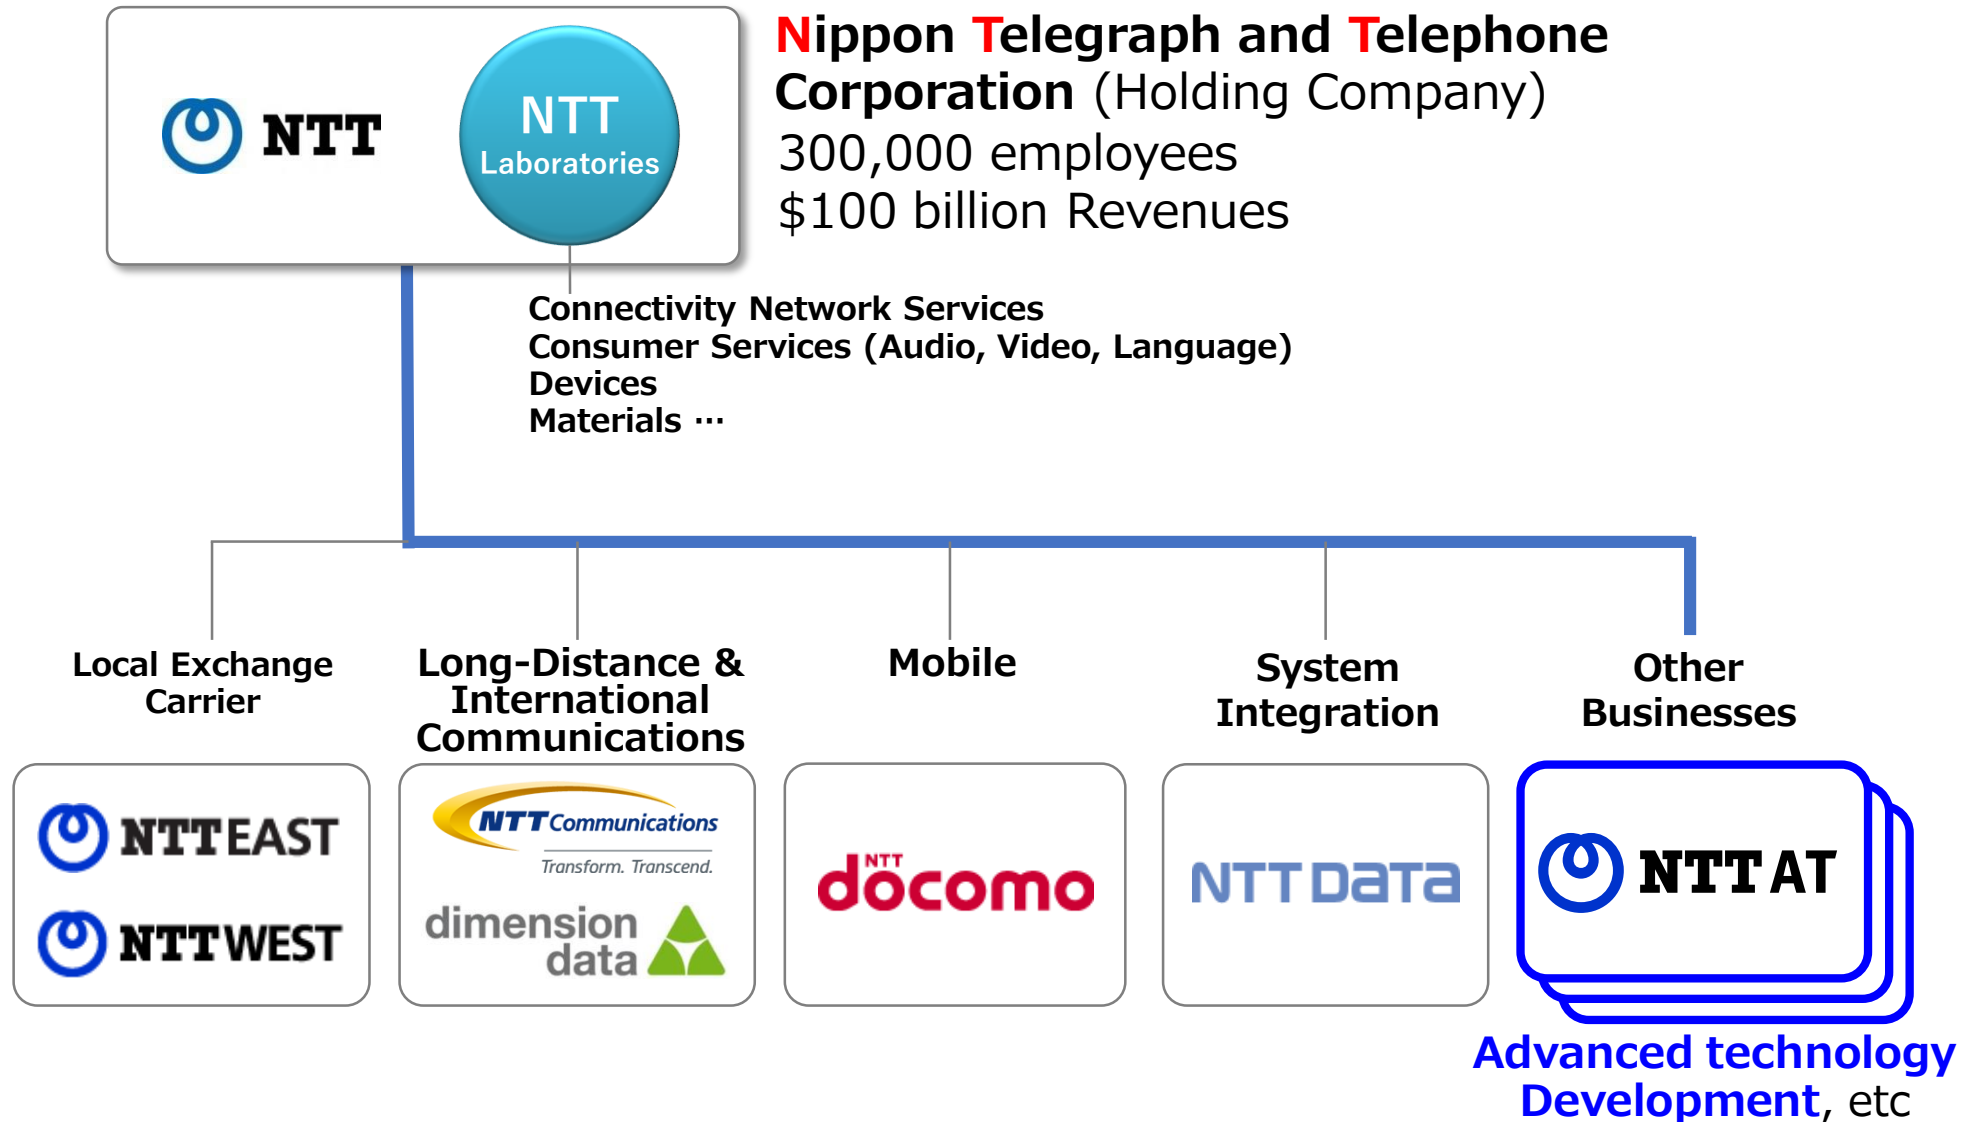 NTT
NTT
Laboratories
Nippon Telegraph and Telephone
Corporation (Holding Company)
300,000 employees
$100 billion Revenues
Connectivity Network Services
Consumer Services (Audio, Video, Language)
Devices
Materials …
Local Exchange
Carrier
NTT EAST
NTT WEST
Long-Distance &
International
Communications
NTT Communications
Transform. Transcend.
dimension
data
Mobile
NTT
docomo
System
Integration
NTT DATA
Other
Businesses
NTT AT
Advanced technology
Development, etc